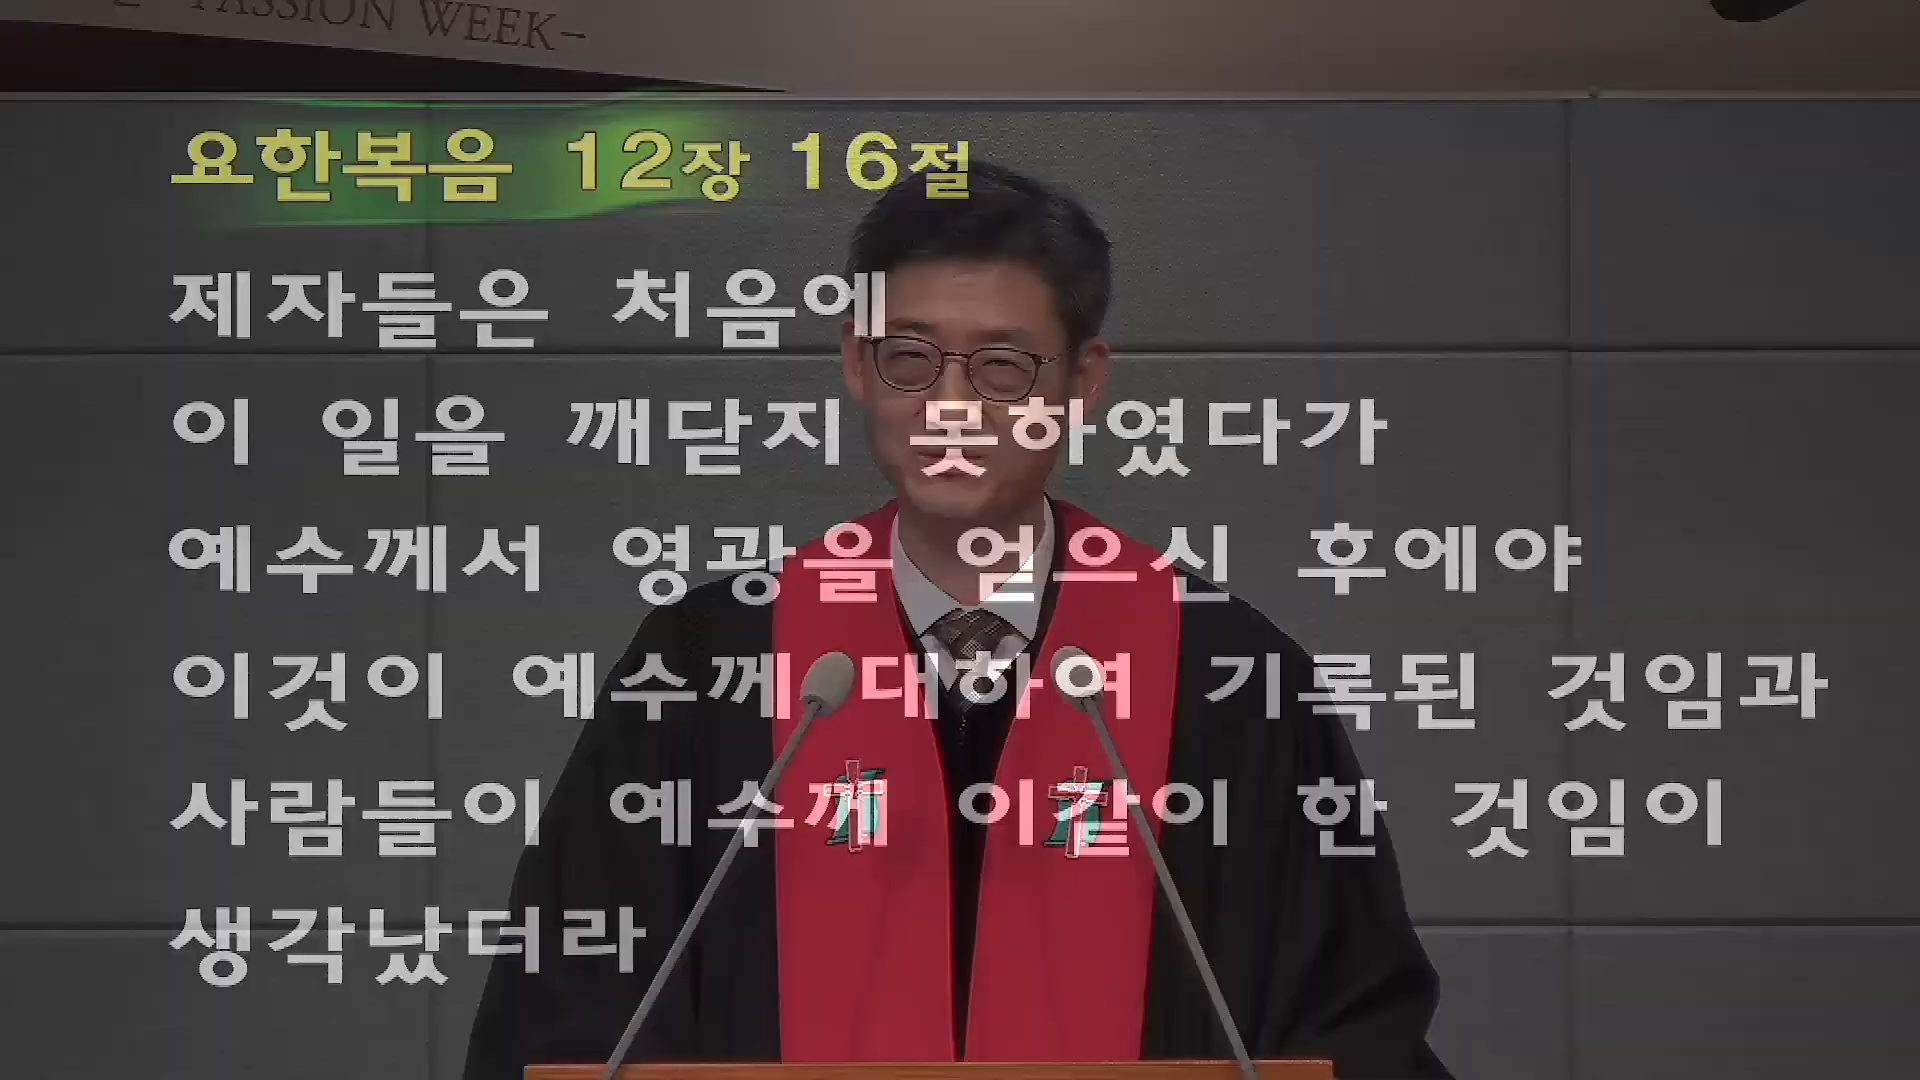 PASSION WEEK-
요한복음 12장 16절
제자들은 처음에
이 일을 깨닫지 못하였다가
예수께서 영광을 얻으신 후에야
이것이 예수께 대하여 기록된 것임과
사람들이 예수께 이같이 한 것임이
생각났더라